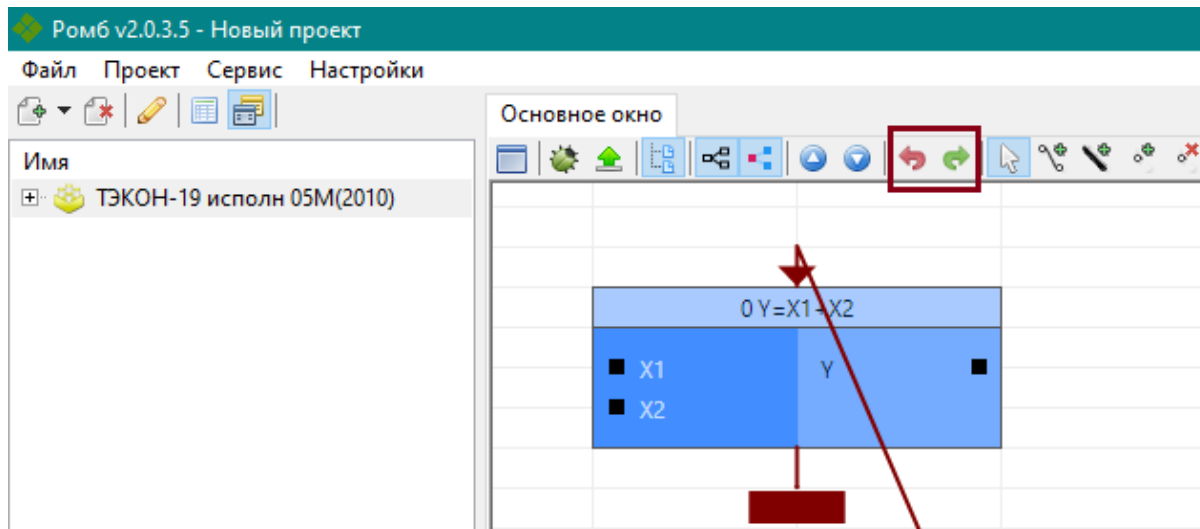 Ромб v2.0.3.5 - Новый проект
Файл Проект Сервис Настройки
Основное окно
Имя
ТЭКОН-19 исполн 05М(2010)
0 Y=X1+X2
X1 Y
X2